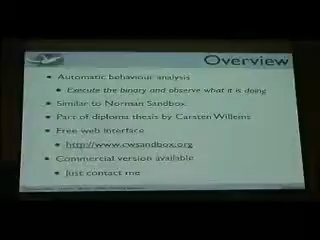 Overview
• Automatic behaviour analysis
• Execute the binary and observe what it is doing
• Similar to Norman Sandbox
• Part of diploma thesis by Carsten Willems
• Free web interface
• http://www.cwsandbox.org
• Commercial version available
• Just contact me